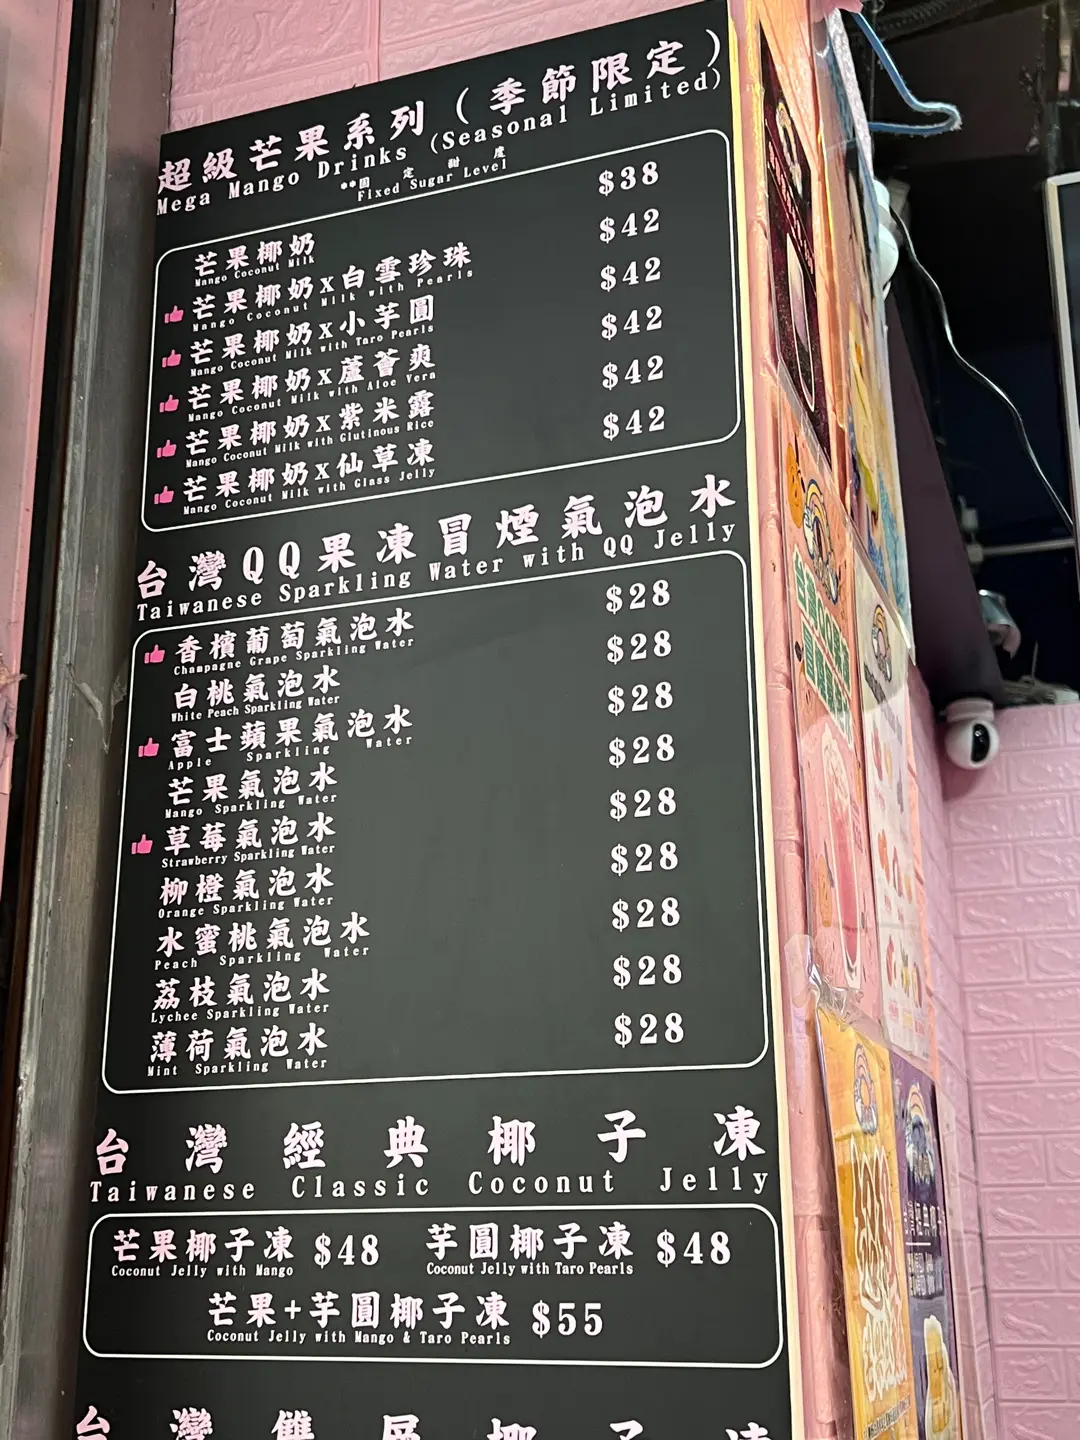 超級芒果系列(季節限定)
Mega Mango Drinks (Seasonal Limited)
**固定甜度
Fixed Sugar Level
芒果椰奶 $38
Mango Coconut Milk
芒果椰奶X白雪珍珠 $42
Mango Coconut Milk with Pearls
芒果椰奶X小芋圓 $42
Mango Coconut Milk with Taro Pearls
芒果椰奶X蘆薈爽 $42
Mango Coconut Milk with Aloe Vera
芒果椰奶X紫米露 $42
Mango Coconut Milk with Glutinous Rice
芒果椰奶X仙草凍 $42
Mango Coconut Milk with Glass Jelly
台灣QQ果凍冒煙氣泡水
Taiwanese Sparkling Water with QQ Jelly
香檳葡萄氣泡水 $28
Champagne Grape Sparkling Water
白桃氣泡水 $28
White Peach Sparkling Water
富士蘋果氣泡水 $28
Apple Sparkling Water
芒果氣泡水 $28
Mango Sparkling Water
草莓氣泡水 $28
Strawberry Sparkling Water
柳橙氣泡水 $28
Orange Sparkling Water
水蜜桃氣泡水 $28
Peach Sparkling Water
荔枝氣泡水 $28
Lychee Sparkling Water
薄荷氣泡水 $28
Mint Sparkling Water
台灣經典椰子凍
Taiwanese Classic Coconut Jelly
芒果椰子凍 $48 芋圓椰子凍 $48
Coconut Jelly with Mango Coconut Jelly with Taro Pearls
芒果+芋圓椰子凍 $55
Coconut Jelly with Mango & Taro Pearls
台灣雙層椰子凍